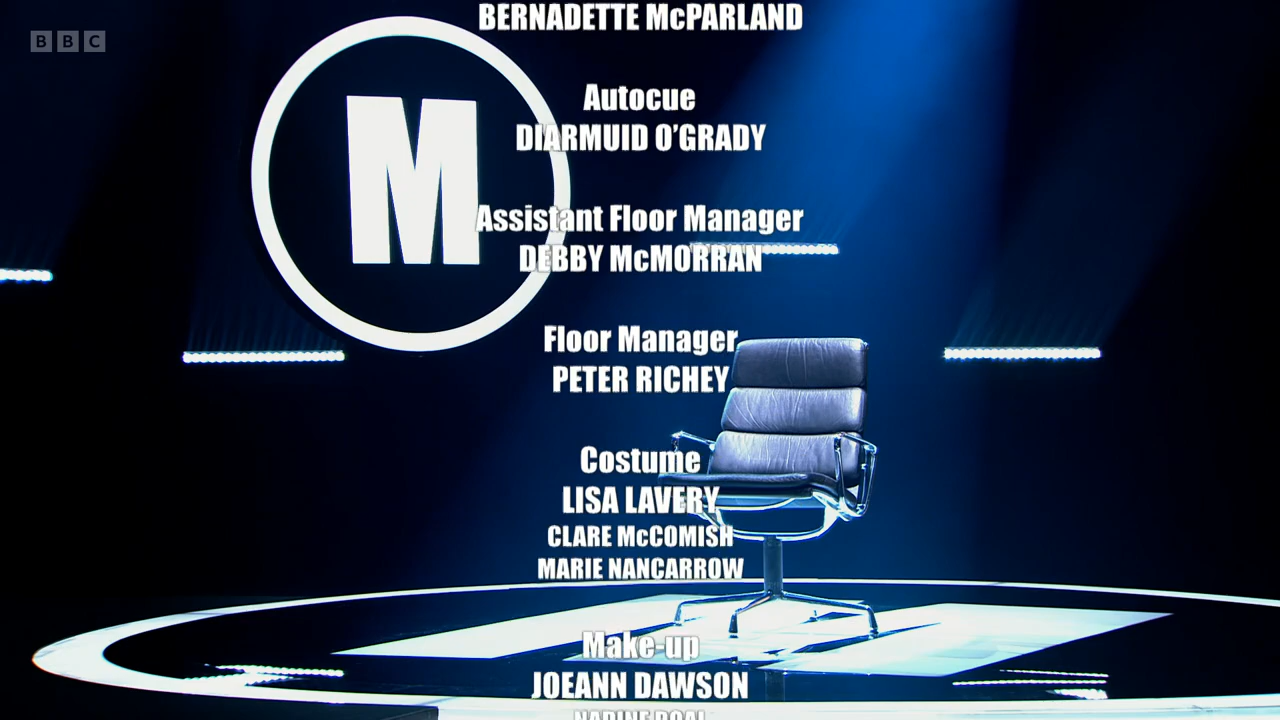 BBC
BERNADETTE McPARLAND
M
Autocue
DIARMUID O'GRADY
Assistant Floor Manager
DEBBY McMORRAN
Floor Manager
PETER RICHEY
Costume
LISA LAVERY
CLARE McCOMISH
MARIE NANCARROW
Make-up
JOEANN DAWSON